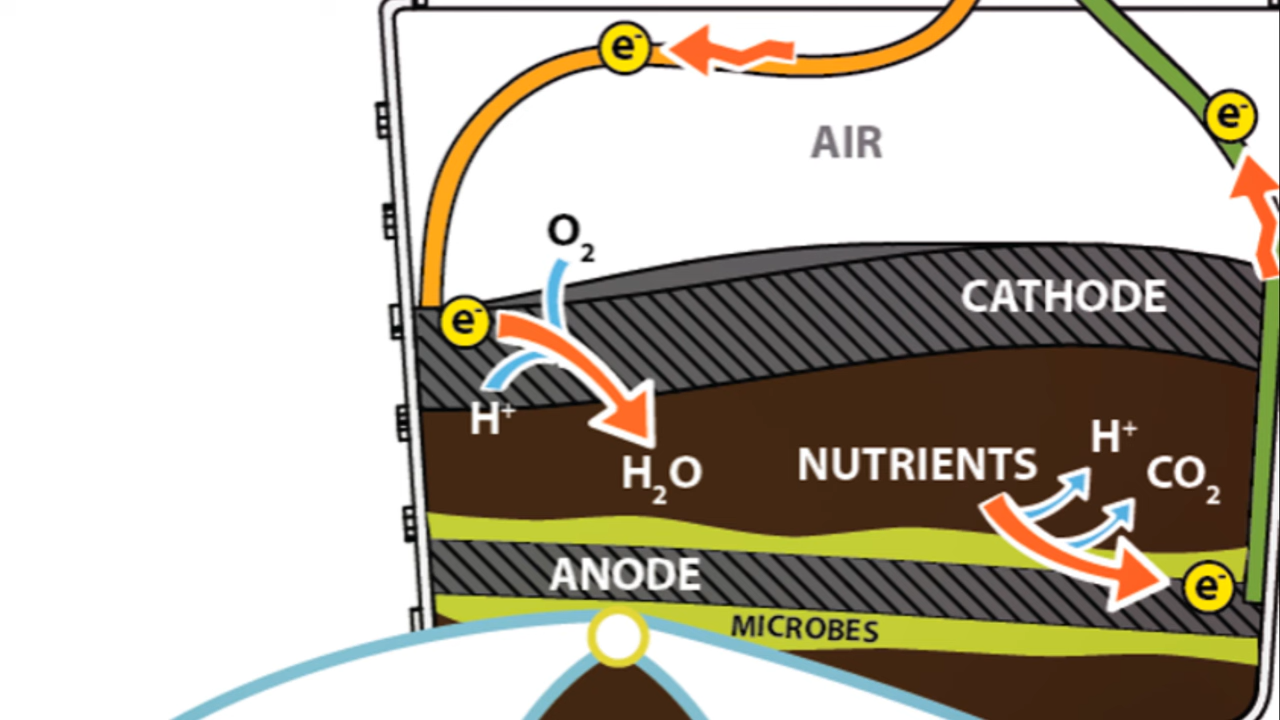 e⁻
AIR
e⁻
O₂
CATHODE
e⁻
H⁺
H₂O
NUTRIENTS
H⁺
CO₂
ANODE
e⁻
MICROBES